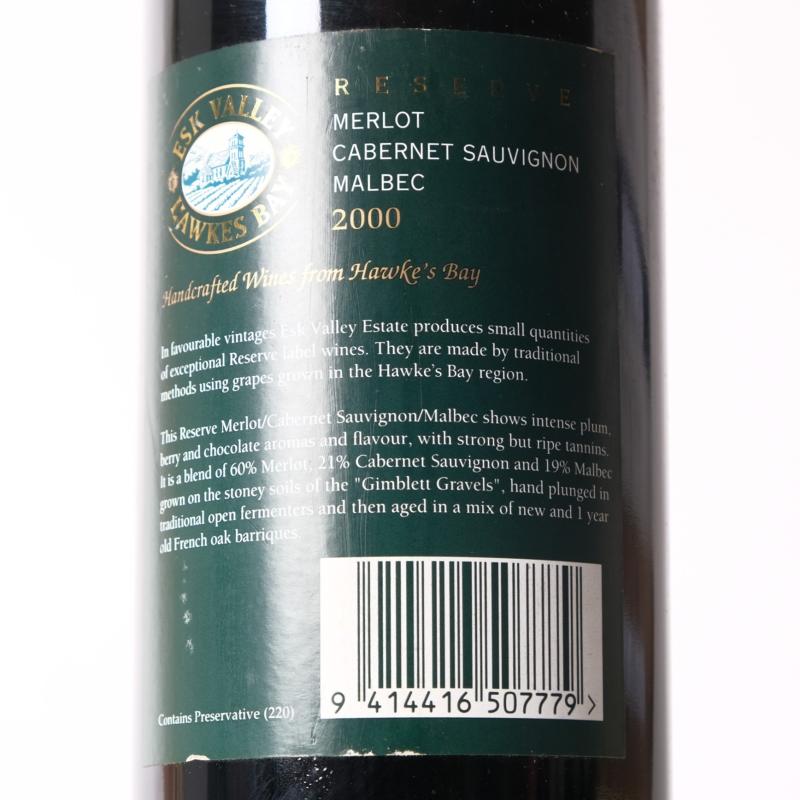 ESK VALLEY
HAWKES BAY
RESERVE
MERLOT
CABERNET SAUVIGNON
MALBEC
2000
Handcrafted Wines from Hawke's Bay
In favourable vintages Esk Valley Estate produces small quantities
of exceptional Reserve label wines. They are made by traditional
methods using grapes grown in the Hawke's Bay region.
This Reserve Merlot/Cabernet Sauvignon/Malbec shows intense plum,
berry and chocolate aromas and flavour, with strong but ripe tannins.
It is a blend of 60% Merlot, 21% Cabernet Sauvignon and 19% Malbec
grown on the stoney soils of the "Gimblett Gravels", hand plunged in
traditional open fermenters and then aged in a mix of new and 1 year
old French oak barriques.
Contains Preservative (220)
9 414416 507779 >